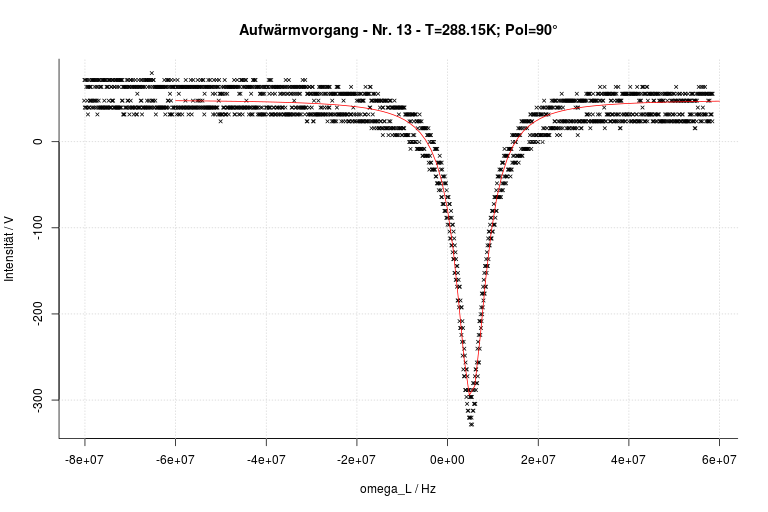 Aufwärmvorgang - Nr. 13 - T=288.15K; Pol=90°
Intensität / V
0
-100
-200
-300
-8e+07 -6e+07 -4e+07 -2e+07 0e+00 2e+07 4e+07 6e+07
omega_L / Hz